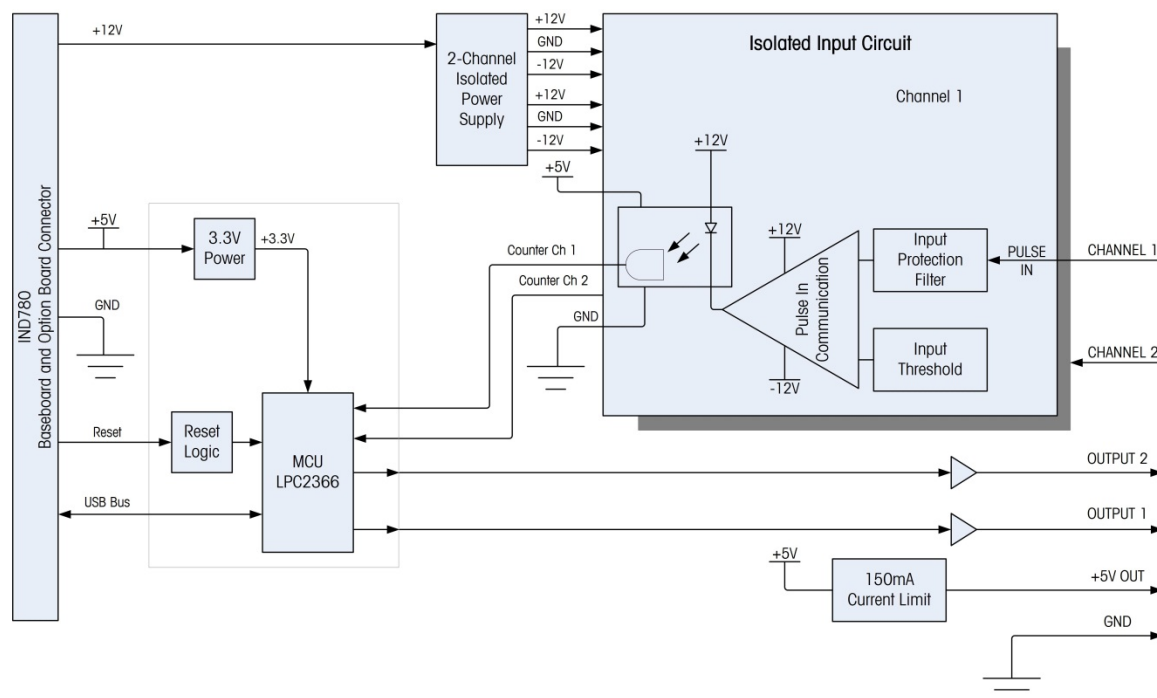 IND780
Baseboard and Option Board Connector
+12V
2-Channel
Isolated
Power
Supply
+12V
GND
-12V
+12V
GND
-12V
Isolated Input Circuit
Channel 1
+12V
+5V
+5V
3.3V
Power
+3.3V
GND
Counter Ch 1
Counter Ch 2
GND
+12V
Pulse In
Communication
-12V
Input
Protection
Filter
PULSE
IN
CHANNEL 1
Input
Threshold
CHANNEL 2
Reset
Reset
Logic
MCU
LPC2366
USB Bus
OUTPUT 2
OUTPUT 1
+5V
150mA
Current Limit
+5V OUT
GND